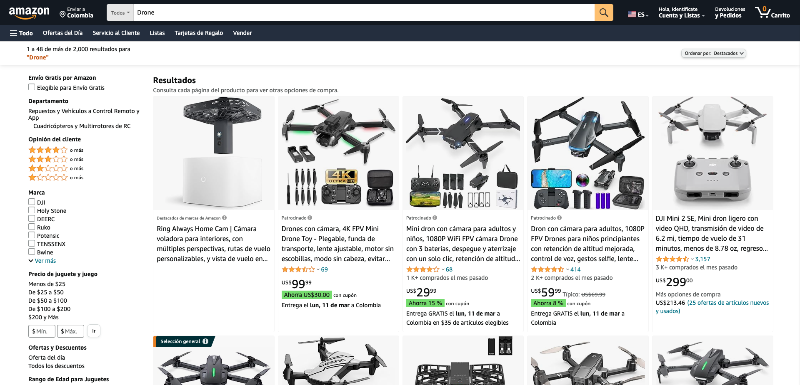 amazon
Enviar a
Colombia
Todos
Drone
ES
Hola, Identifícate
Cuenta y Listas
Devoluciones
y Pedidos
0
Carrito
Todo
Ofertas del Día
Servicio al Cliente
Listas
Tarjetas de Regalo
Vender
1 a 48 de más de 2,000 resultados para
"Drone"
Ordenar por: Destacados
Envío Gratis por Amazon
Elegible para Envío Gratis
Departamento
Repuestos y Vehículos a Control Remoto y
App
Cuadricópteros y Multirrotores de RC
Opinión del cliente
o más
o más
o más
o más
Marca
DJI
Holy Stone
DEERC
Ruko
Potensic
TENSSENX
Bwine
Ver más
Precio de juguete y juego
Menos de $25
De $25 a $50
De $50 a $100
De $100 a $200
$200 y Más
$ Mín.
$ Máx.
Ir
Ofertas y Descuentos
Oferta del día
Todos los descuentos
Rango de Edad para Juguetes
Resultados
Consulta cada página del producto para ver otras opciones de compra.
Destacados de marcas de Amazon
Ring Always Home Cam | Cámara
voladora para interiores, con
múltiples perspectivas, rutas de vuelo
personalizables, y vista de vuelo en...
4K
Patrocinado
Drones con cámara, 4K FPV Mini
Drone Toy - Plegable, funda de
transporte, lente ajustable, motor sin
escobillas, modo sin cabeza, evitar...
69
US$9999
Ahorra US$30.00 con cupón
Entrega el lun, 11 de mar a Colombia
Patrocinado
Mini dron con cámara para adultos y
niños, 1080P WiFi FPV cámara Drone
con 3 baterías, despegue y aterrizaje
con un solo clic, retención de altitud...
68
1 K+ comprados el mes pasado
US$2999
Ahorra 15 % con cupón
Entrega GRATIS el lun, 11 de mar a
Colombia en $35 de artículos elegibles
Patrocinado
Dron con cámara para adultos, 1080P
FPV Drones para niños principiantes
con retención de altitud mejorada,
control de voz, gestos selfie, lente...
414
2 K+ comprados el mes pasado
US$5999 Típico: US$69.99
Ahorra 8 % con cupón
Entrega GRATIS el lun, 11 de mar a
Colombia
DJI Mini 2 SE, Mini dron ligero con
video QHD, transmisión de video de
6.2 mi, tiempo de vuelo de 31
minutos, menos de 8.78 oz, regreso...
3,157
3 K+ comprados el mes pasado
US$29900
Más opciones de compra
US$213.46 (25 ofertas de artículos nuevos
y usados)
Selección general